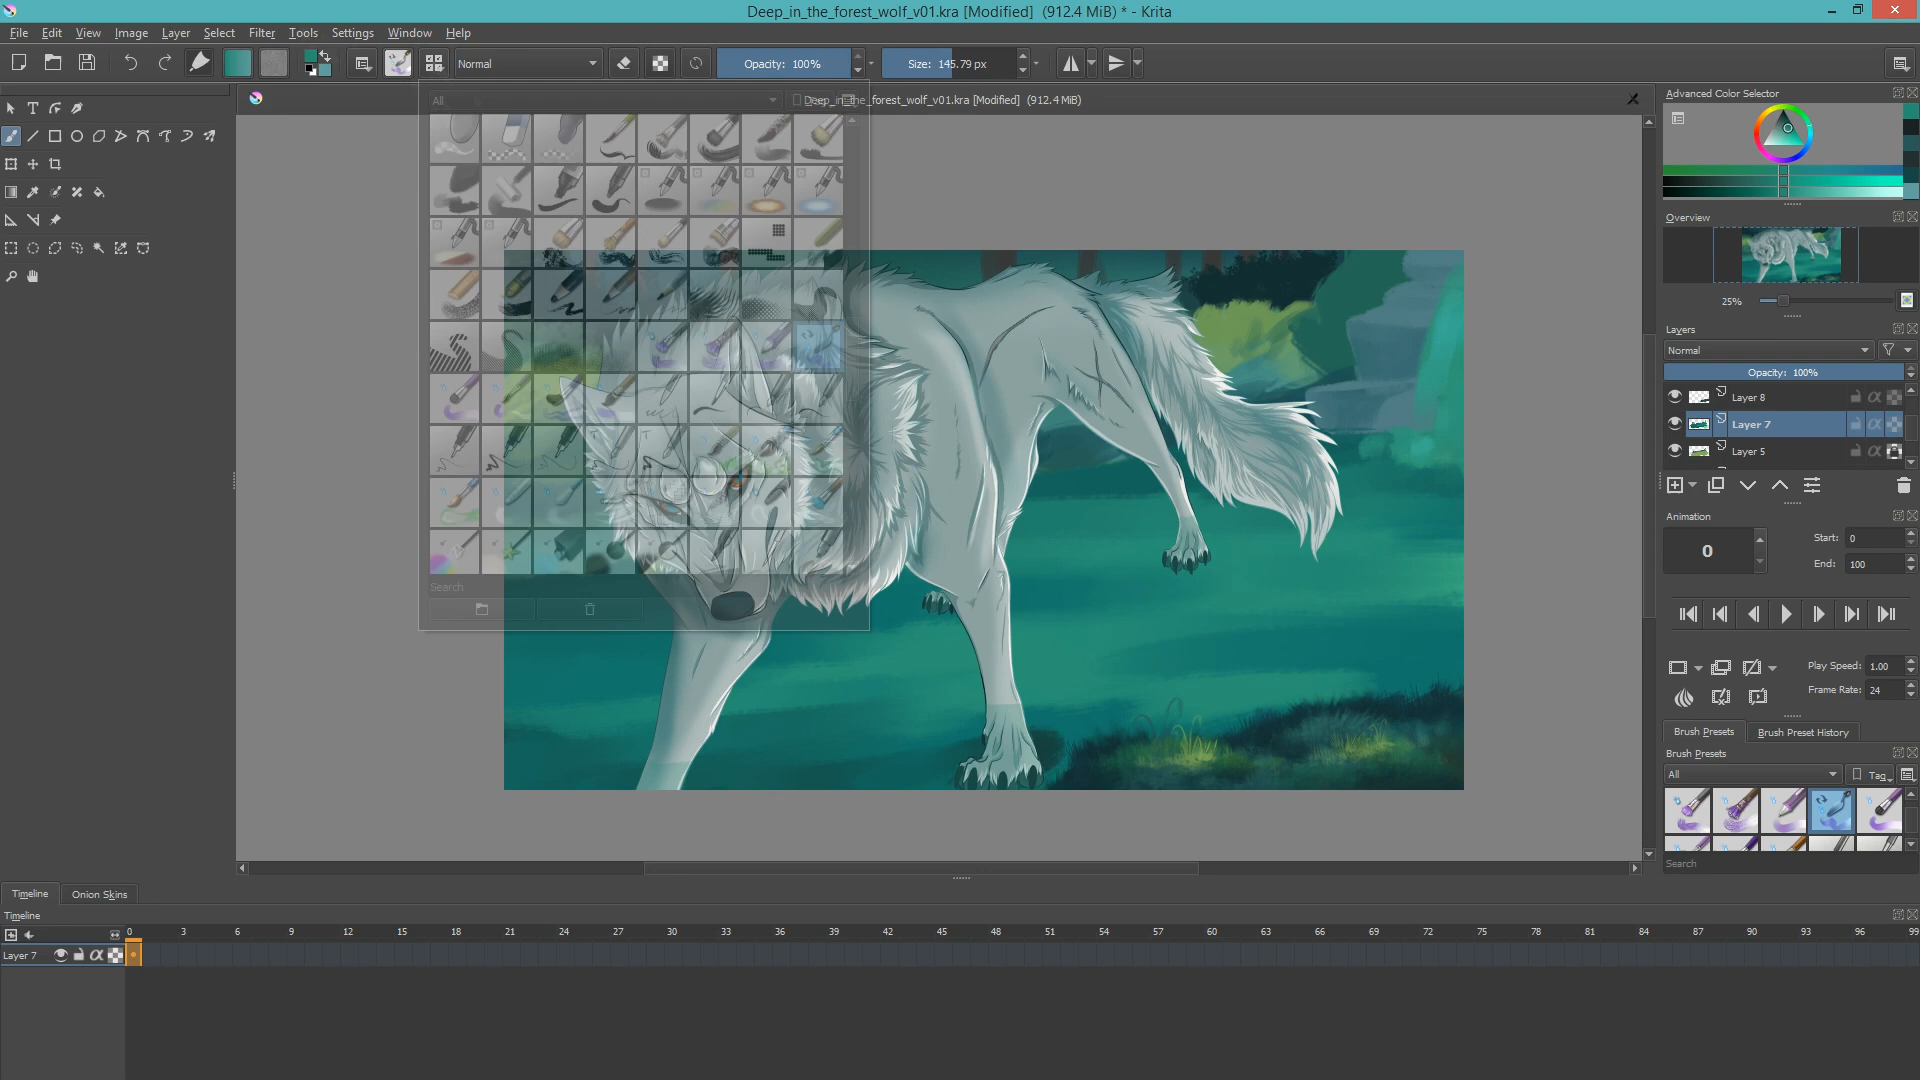 Deep_in_the_forest_wolf_v01.kra [Modified] (912.4 MiB) * - Krita
File Edit View Image Layer Select Filter Tools Settings Window Help
Normal Opacity: 100% Size: 145.79 px
All
Deep_in_the_forest_wolf_v01.kra [Modified] (912.4 MiB)
Search
Advanced Color Selector
Overview
25%
Layers
Normal
Opacity: 100%
Layer 8
Layer 7
Layer 5
Animation
0
Start: 0
End: 100
Play Speed: 1.00
Frame Rate: 24
Brush Presets Brush Preset History
Brush Presets
All Tag
Search
Timeline Onion Skins
Timeline
0 3 6 9 12 15 18 21 24 27 30 33 36 39 42 45 48 51 54 57 60 63 66 69 72 75 78 81 84 87 90 93 96 99
Layer 7